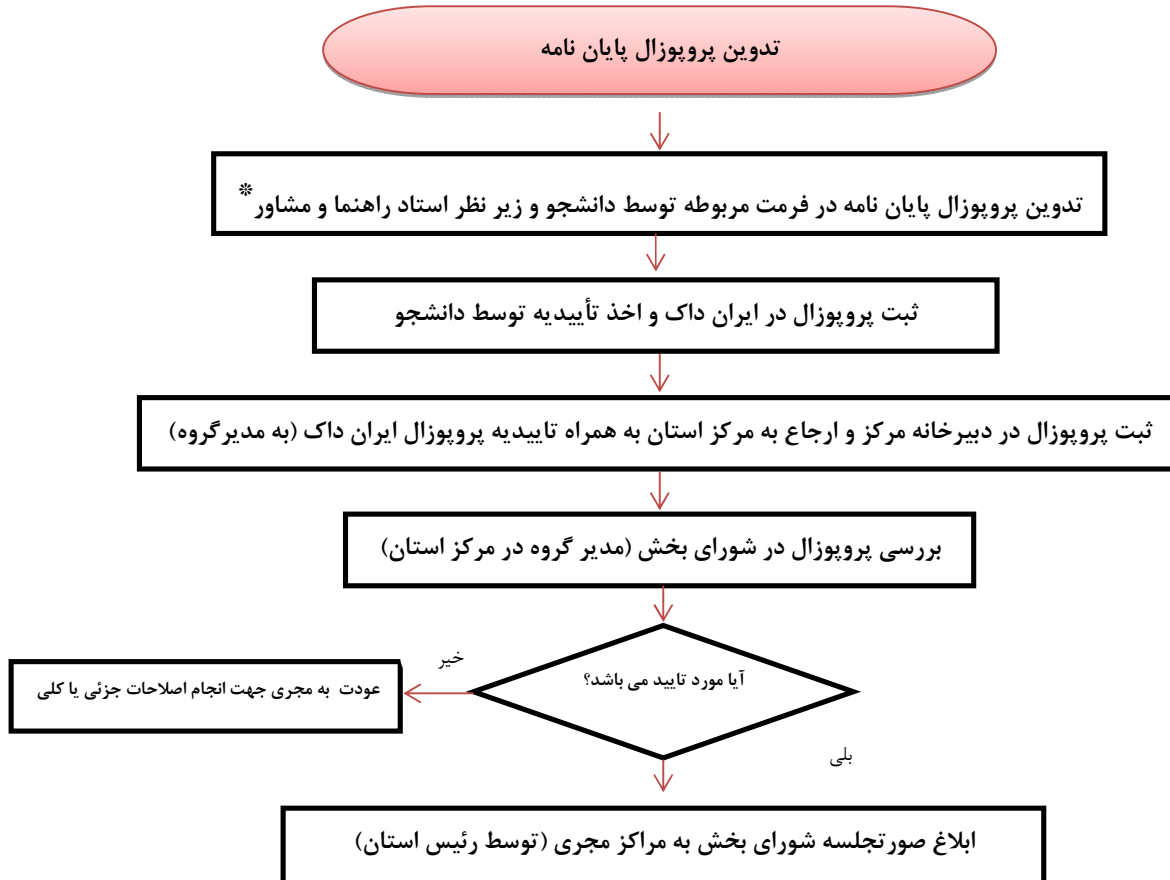 تدوین پروپوزال پایان نامه
تدوین پروپوزال پایان نامه در فرمت مربوطه توسط دانشجو و زیر نظر استاد راهنما و مشاور*
ثبت پروپوزال در ایران داک و اخذ تأییدیه توسط دانشجو
ثبت پروپوزال در دبیرخانه مرکز و ارجاع به مرکز استان به همراه تاییدیه پروپوزال ایران داک (به مدیرگروه)
بررسی پروپوزال در شورای بخش (مدیر گروه در مرکز استان)
آیا مورد تایید می باشد؟
خیر
عودت به مجری جهت انجام اصلاحات جزئی یا کلی
بلی
ابلاغ صورتجلسه شورای بخش به مراکز مجری (توسط رئیس استان)